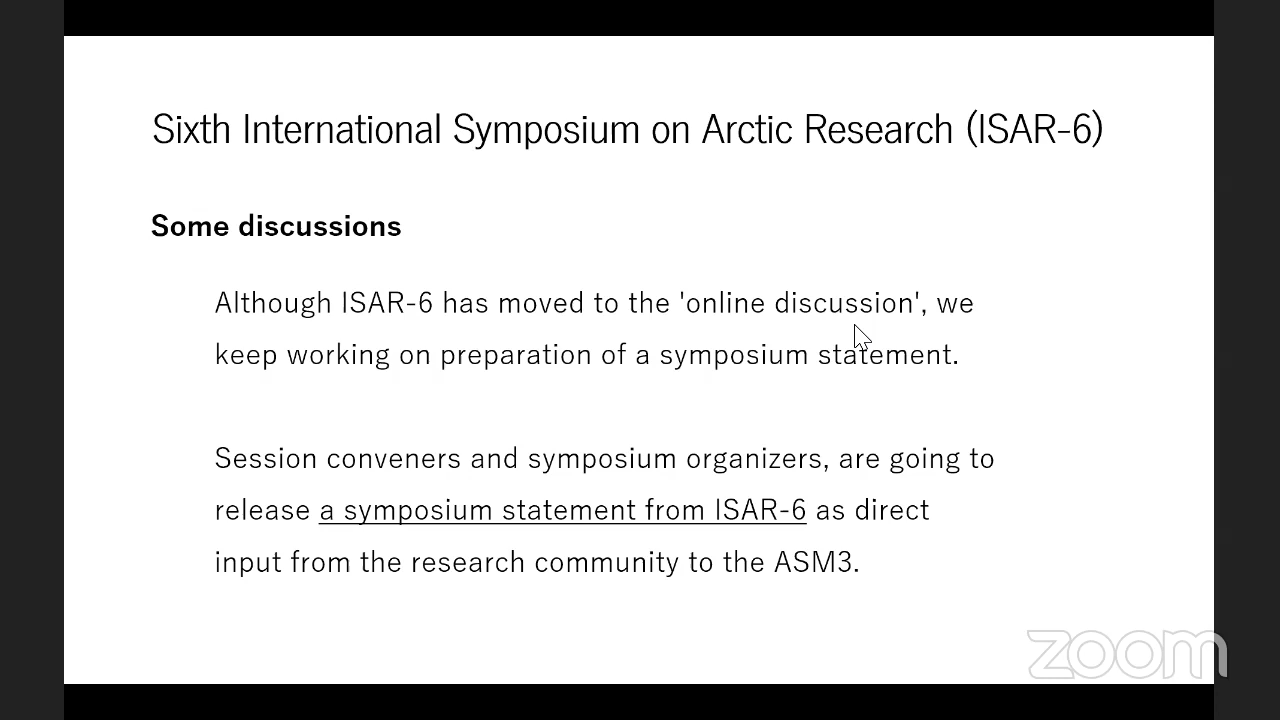 Sixth International Symposium on Arctic Research (ISAR-6)
Some discussions
Although ISAR-6 has moved to the 'online discussion', we
keep working on preparation of a symposium statement.
Session conveners and symposium organizers, are going to
release a symposium statement from ISAR-6 as direct
input from the research community to the ASM3.
zoom